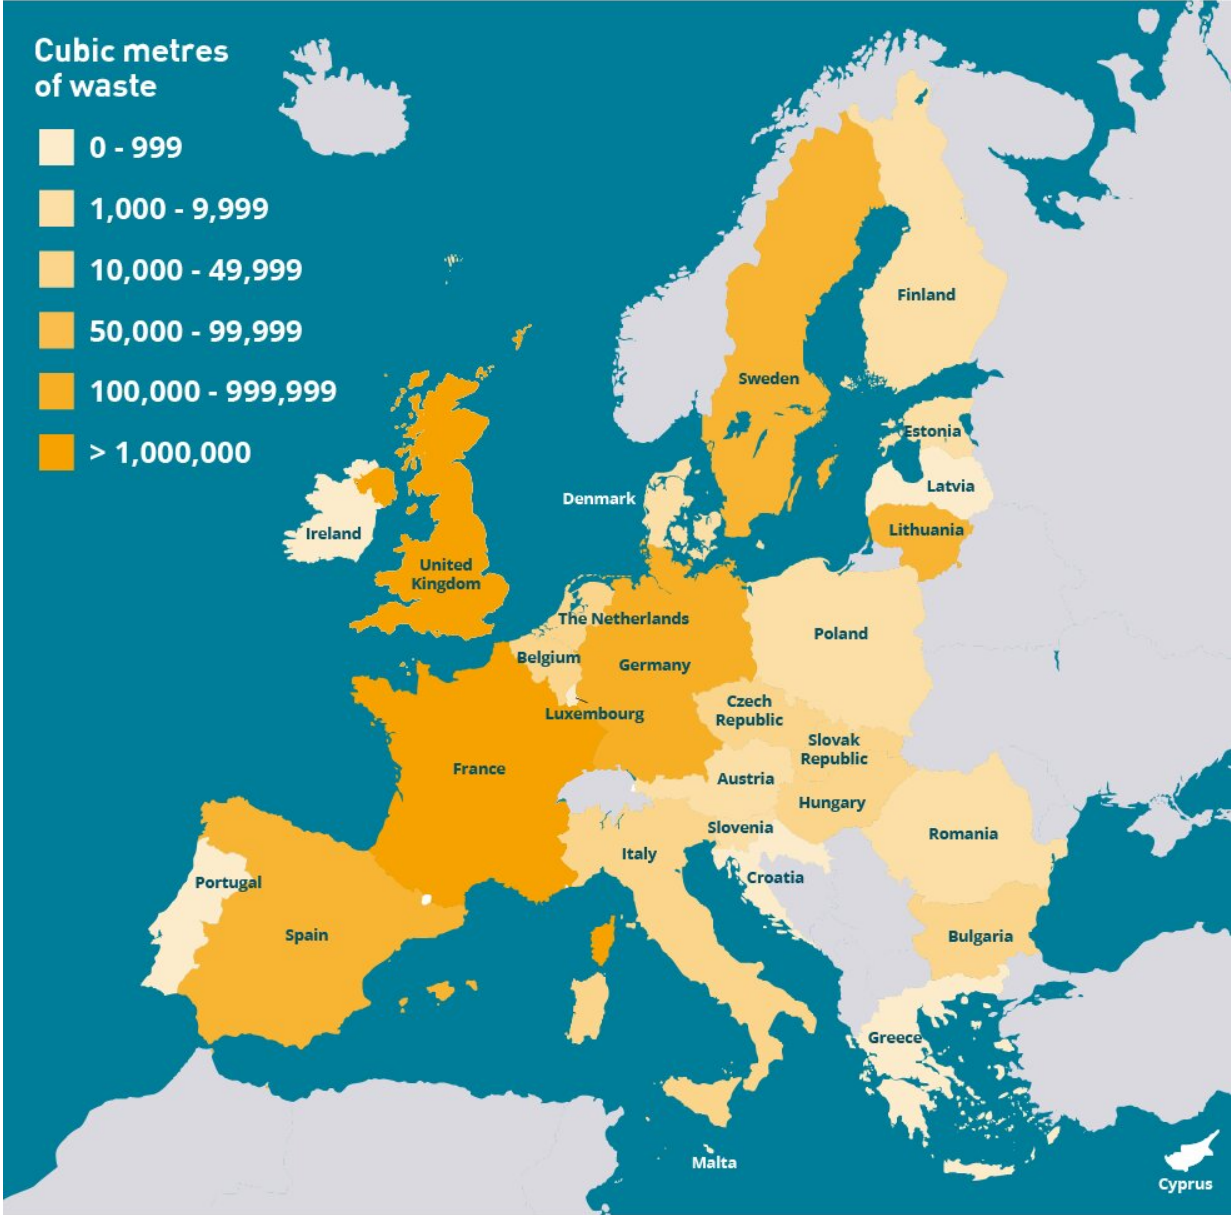 Cubic metres
of waste
0 - 999
1,000 - 9,999
10,000 - 49,999
50,000 - 99,999
100,000 - 999,999
> 1,000,000
Finland
Sweden
Estonia
Latvia
Denmark
Lithuania
Ireland
United
Kingdom
The Netherlands
Poland
Belgium
Germany
Czech
Republic
Luxembourg
Slovak
Republic
France
Austria
Hungary
Slovenia
Romania
Italy
Croatia
Portugal
Spain
Bulgaria
Greece
Malta
Cyprus